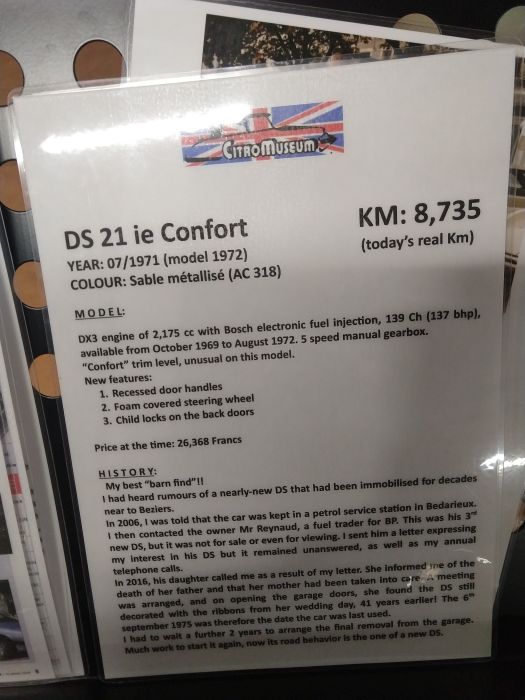 CITROMUSEUM
DS 21 ie Confort
KM: 8,735
YEAR: 07/1971 (model 1972)
(today's real Km)
COLOUR: Sable métallisé (AC 318)
MODEL:
DX3 engine of 2,175 cc with Bosch electronic fuel injection, 139 Ch (137 bhp),
available from October 1969 to August 1972. 5 speed manual gearbox.
"Confort" trim level, unusual on this model.
New features:
1. Recessed door handles
2. Foam covered steering wheel
3. Child locks on the back doors
Price at the time: 26,368 Francs
HISTORY:
My best "barn find"!!
I had heard rumours of a nearly-new DS that had been immobilised for decades
near to Beziers.
In 2006, I was told that the car was kept in a petrol service station in Bedarieux.
I then contacted the owner Mr Reynaud, a fuel trader for BP. This was his 3rd
new DS, but it was not for sale or even for viewing. I sent him a letter expressing
my interest in his DS but it remained unanswered, as well as my annual
telephone calls.
In 2016, his daughter called me as a result of my letter. She informed me of the
death of her father and that her mother had been taken into care. A meeting
was arranged, and on opening the garage doors, she found the DS still
decorated with the ribbons from her wedding day, 41 years earlier! The 6th
september 1975 was therefore the date the car was last used.
I had to wait a further 2 years to arrange the final removal from the garage.
Much work to start it again, now its road behavior is the one of a new DS.